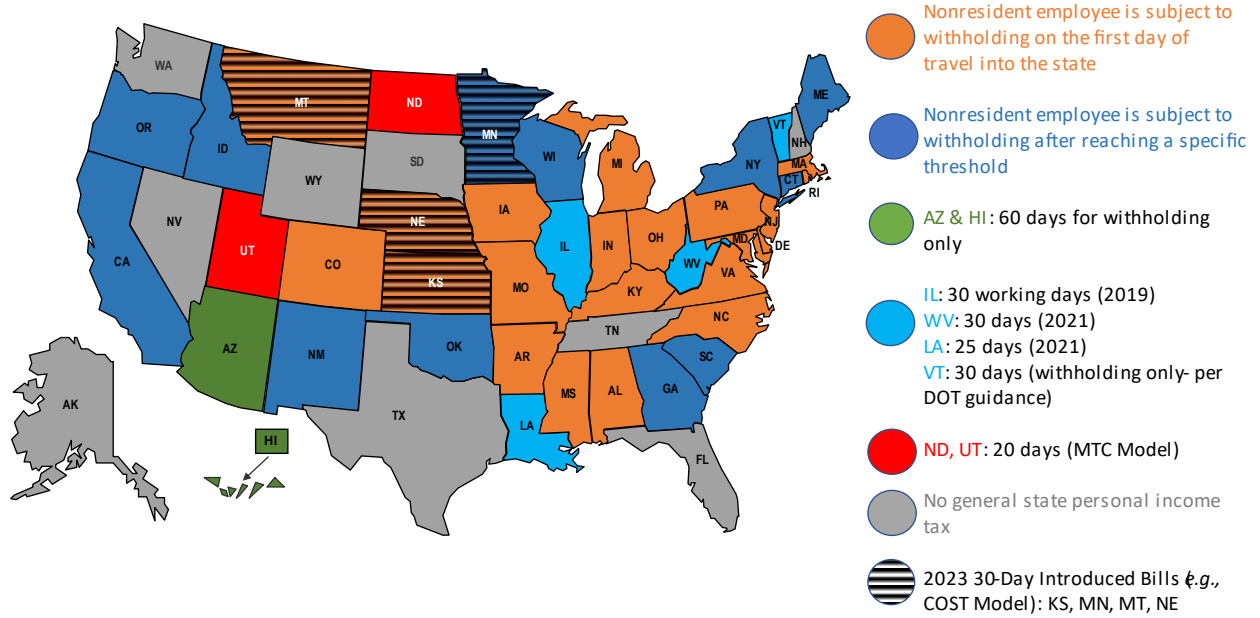 Nonresident employee is subject to
withholding on the first day of
travel into the state
Nonresident employee is subject to
withholding after reaching a specific
threshold
AZ & HI: 60 days for withholding
only
IL: 30 working days (2019)
WV: 30 days (2021)
LA: 25 days (2021)
VT: 30 days (withholding only- per
DOT guidance)
ND, UT: 20 days (MTC Model)
No general state personal income
tax
2023 30-Day Introduced Bills (e.g.,
COST Model): KS, MN, MT, NE
WA
MT
ND
MN
ME
VT
NH
OR
ID
SD
WI
NY
MA
CT
RI
WY
MI
NV
NE
IA
PA
NJ
CA
UT
CO
KS
IL
IN
OH
MD
DE
WV
VA
MO
KY
NC
TN
AZ
NM
OK
AR
SC
MS
AL
GA
AK
TX
LA
FL
HI